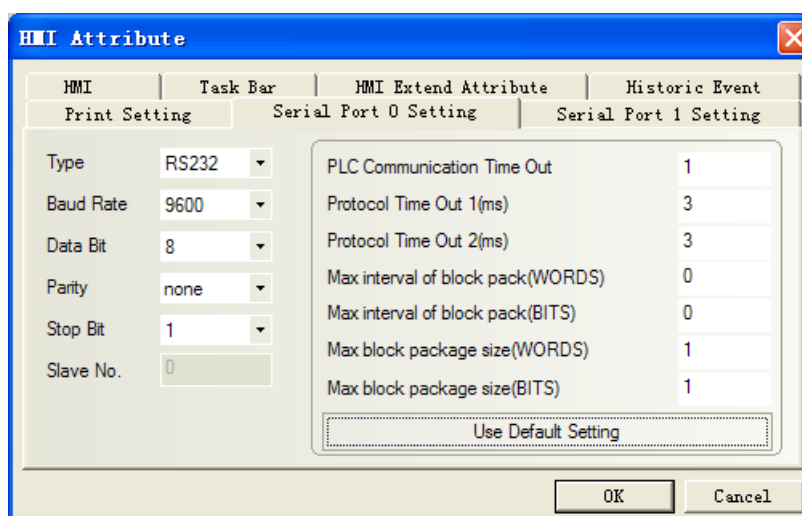 HMI Attribute
HMI
Task Bar
HMI Extend Attribute
Historic Event
Print Setting
Serial Port 0 Setting
Serial Port 1 Setting
Type
RS232
Baud Rate
9600
Data Bit
8
Parity
none
Stop Bit
1
Slave No.
0
PLC Communication Time Out
1
Protocol Time Out 1(ms)
3
Protocol Time Out 2(ms)
3
Max interval of block pack(WORDS)
0
Max interval of block pack(BITS)
0
Max block package size(WORDS)
1
Max block package size(BITS)
1
Use Default Setting
OK
Cancel